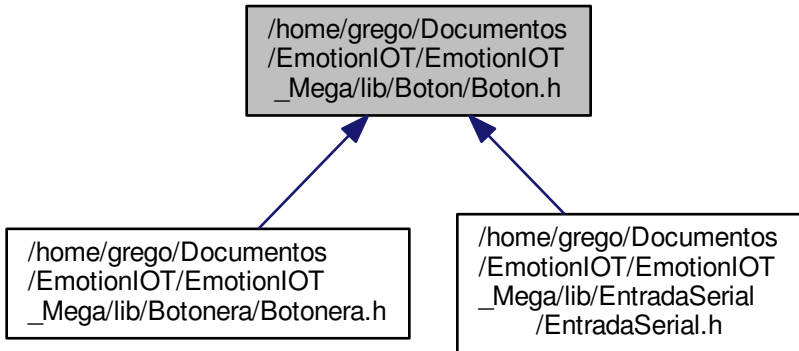 /home/grego/Documentos
/EmotionIOT/EmotionIOT
_Mega/lib/Boton/Boton.h
/home/grego/Documentos
/EmotionIOT/EmotionIOT
_Mega/lib/Botonera/Botonera.h
/home/grego/Documentos
/EmotionIOT/EmotionIOT
_Mega/lib/EntradaSerial
/EntradaSerial.h